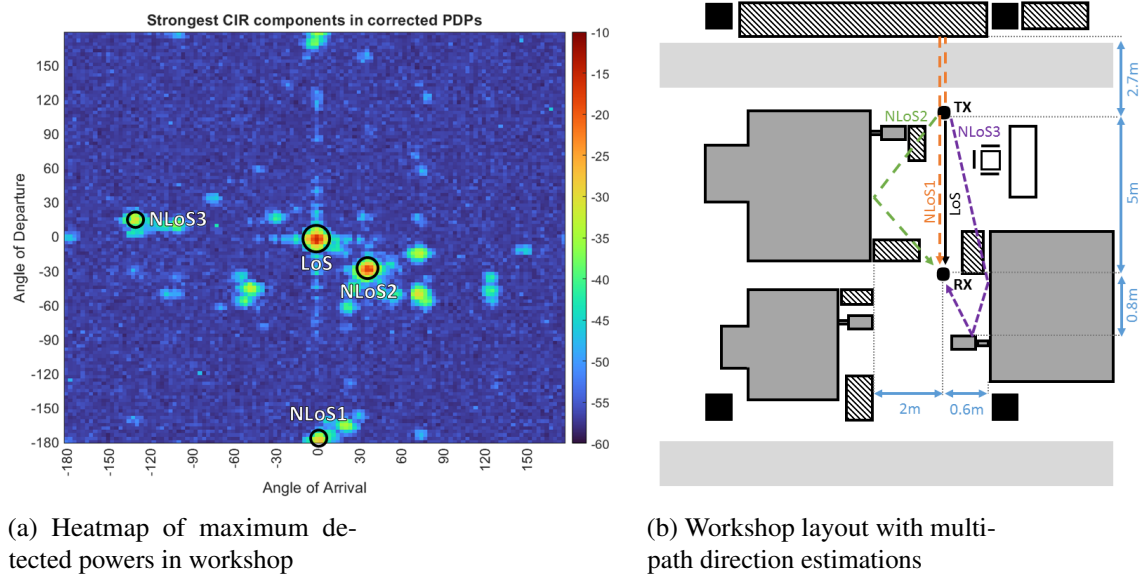 Strongest CIR components in corrected PDPs
Angle of Departure
150
120
90
60
30
0
-30
-60
-90
-120
-150
-180
-180
-150
-120
-90
-60
-30
0
30
60
90
120
150
Angle of Arrival
NLoS3
LoS
NLoS2
NLoS1
-10
-15
-20
-25
-30
-35
-40
-45
-50
-55
-60
TX
NLoS2
NLoS3
NLoS1
LoS
RX
2.7m
5m
0.8m
2m
0.6m
(a) Heatmap of maximum de-
tected powers in workshop
(b) Workshop layout with multi-
path direction estimations